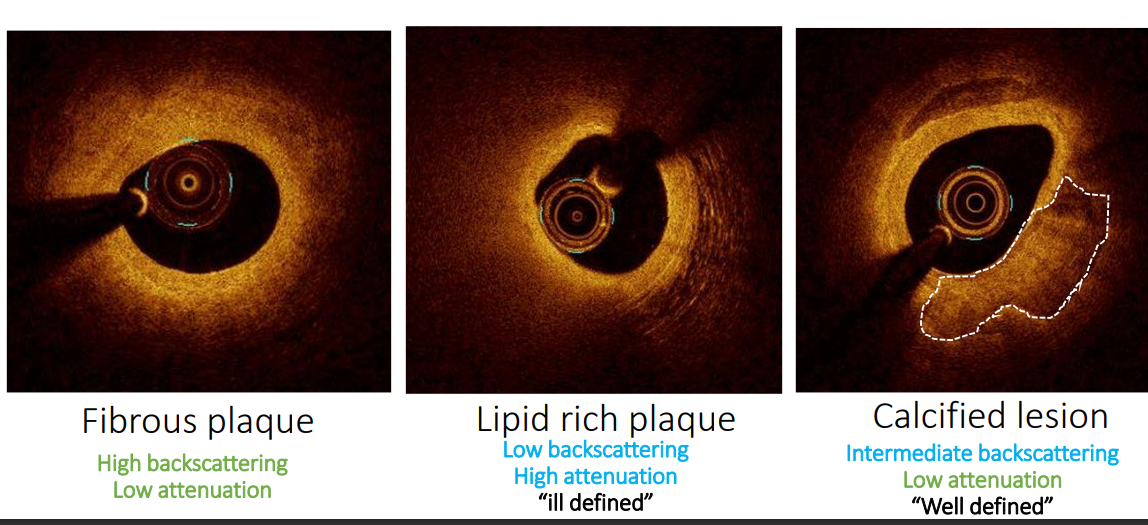 Fibrous plaque
High backscattering
Low attenuation
Lipid rich plaque
Low backscattering
High attenuation
“ill defined”
Calcified lesion
Intermediate backscattering
Low attenuation
“Well defined”